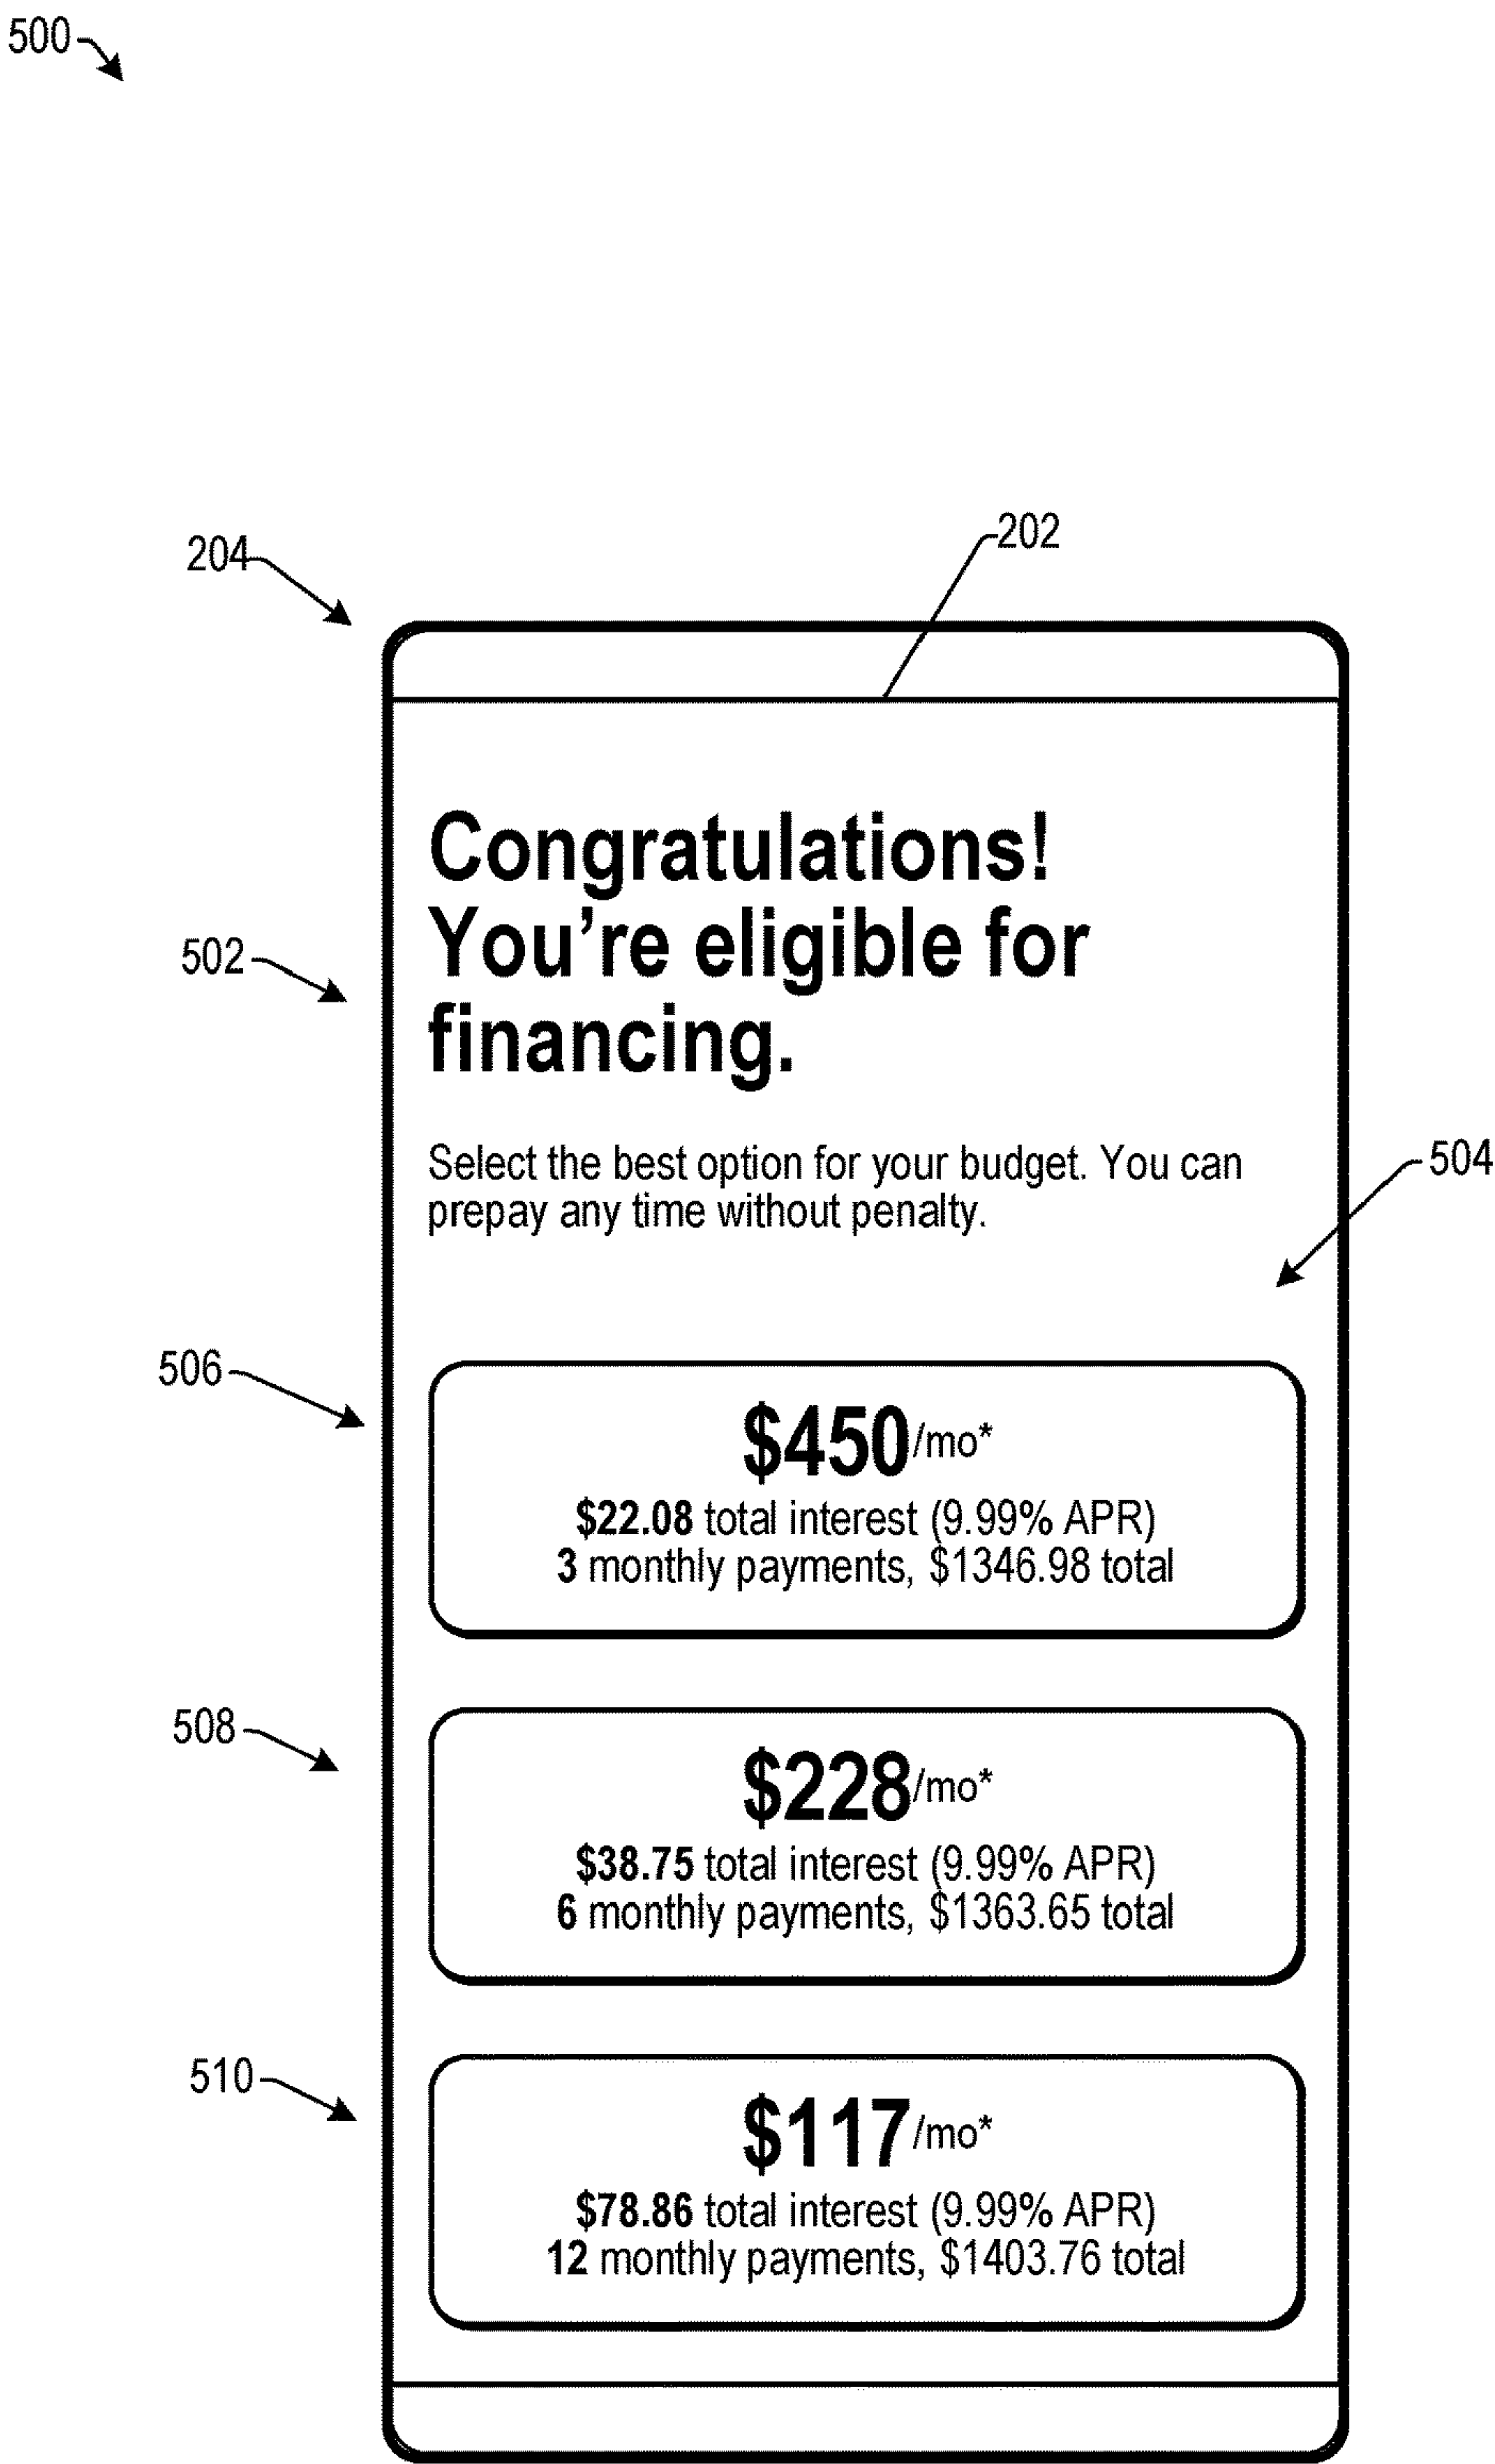 500
204
202
Congratulations!
You're eligible for
502
financing.
Select the best option for your budget. You can
504
prepay any time without penalty.
506
$450/mo*
$22.08 total interest (9.99% APR)
3 monthly payments, $1346.98 total
508
$228/mo*
$38.75 total interest (9.99% APR)
6 monthly payments, $1363.65 total
510
$117/mo*
$78.86 total interest (9.99% APR)
12 monthly payments, $1403.76 total